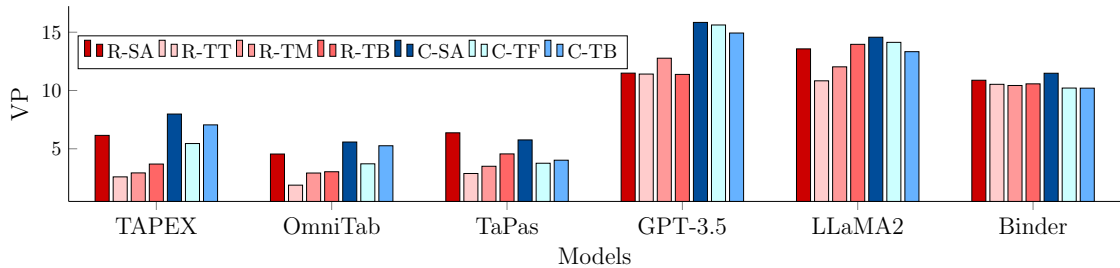 15
10
5
VP
R-SA R-TT R-TM R-TB C-SA C-TF C-TB
TAPEX OmniTab TaPas GPT-3.5 LLaMA2 Binder
Models